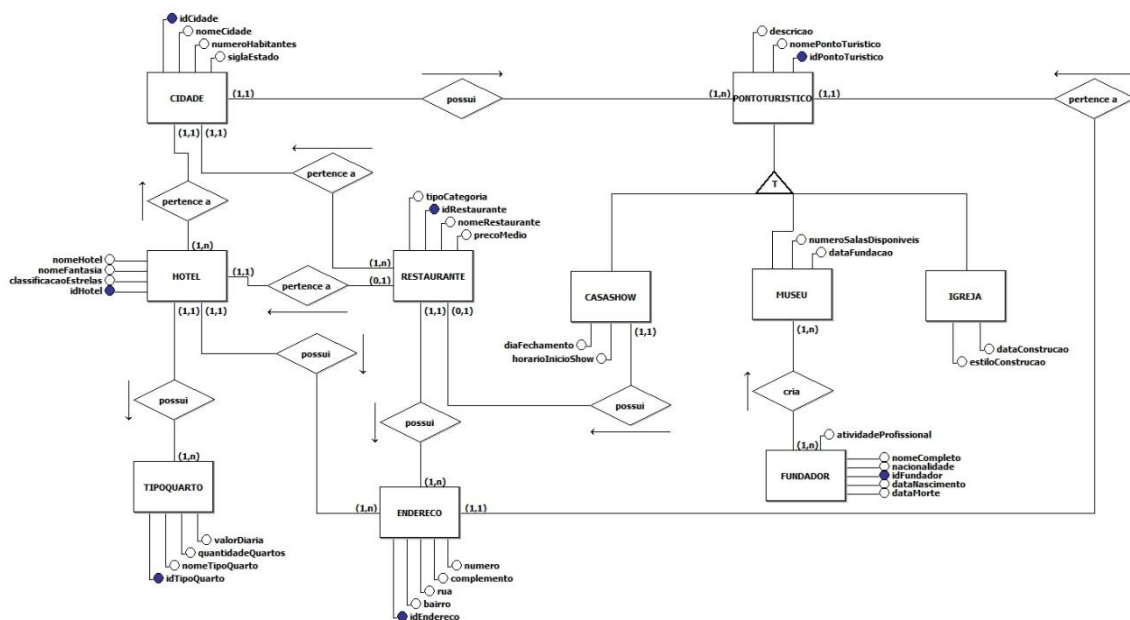 idCidade
nomeCidade
numeroHabitantes
siglaEstado
CIDADE
(1,1)
possui
(1,n)
descricao
nomePontoTuristico
idPontoTuristico
PONTOTURISTICO
(1,1)
pertence a
(1,1)
(1,1)
pertence a
pertence a
T
tipoCategoria
idRestaurante
nomeRestaurante
precoMedio
(1,n)
nomeHotel
nomeFantasia
classificacaoEstrelas
idHotel
HOTEL
(1,1)
pertence a
(1,n)
(0,1)
RESTAURANTE
(1,1)
(1,1)
(1,1)
(0,1)
CASASHOW
(1,1)
diaFechamento
horarioInicioShow
numeroSalasDisponiveis
dataFundacao
MUSEU
(1,n)
IGREJA
dataConstrucao
estiloConstrucao
possui
possui
possui
possui
cria
(1,n)
atividadeProfissional
FUNDADOR
nomeCompleto
nacionalidade
idFundador
dataNascimento
dataMorte
(1,n)
TIPOQUARTO
valorDiaria
quantidadeQuartos
nomeTipoQuarto
idTipoQuarto
(1,n)
(1,n)
ENDERECO
(1,1)
numero
complemento
rua
bairro
idEndereco